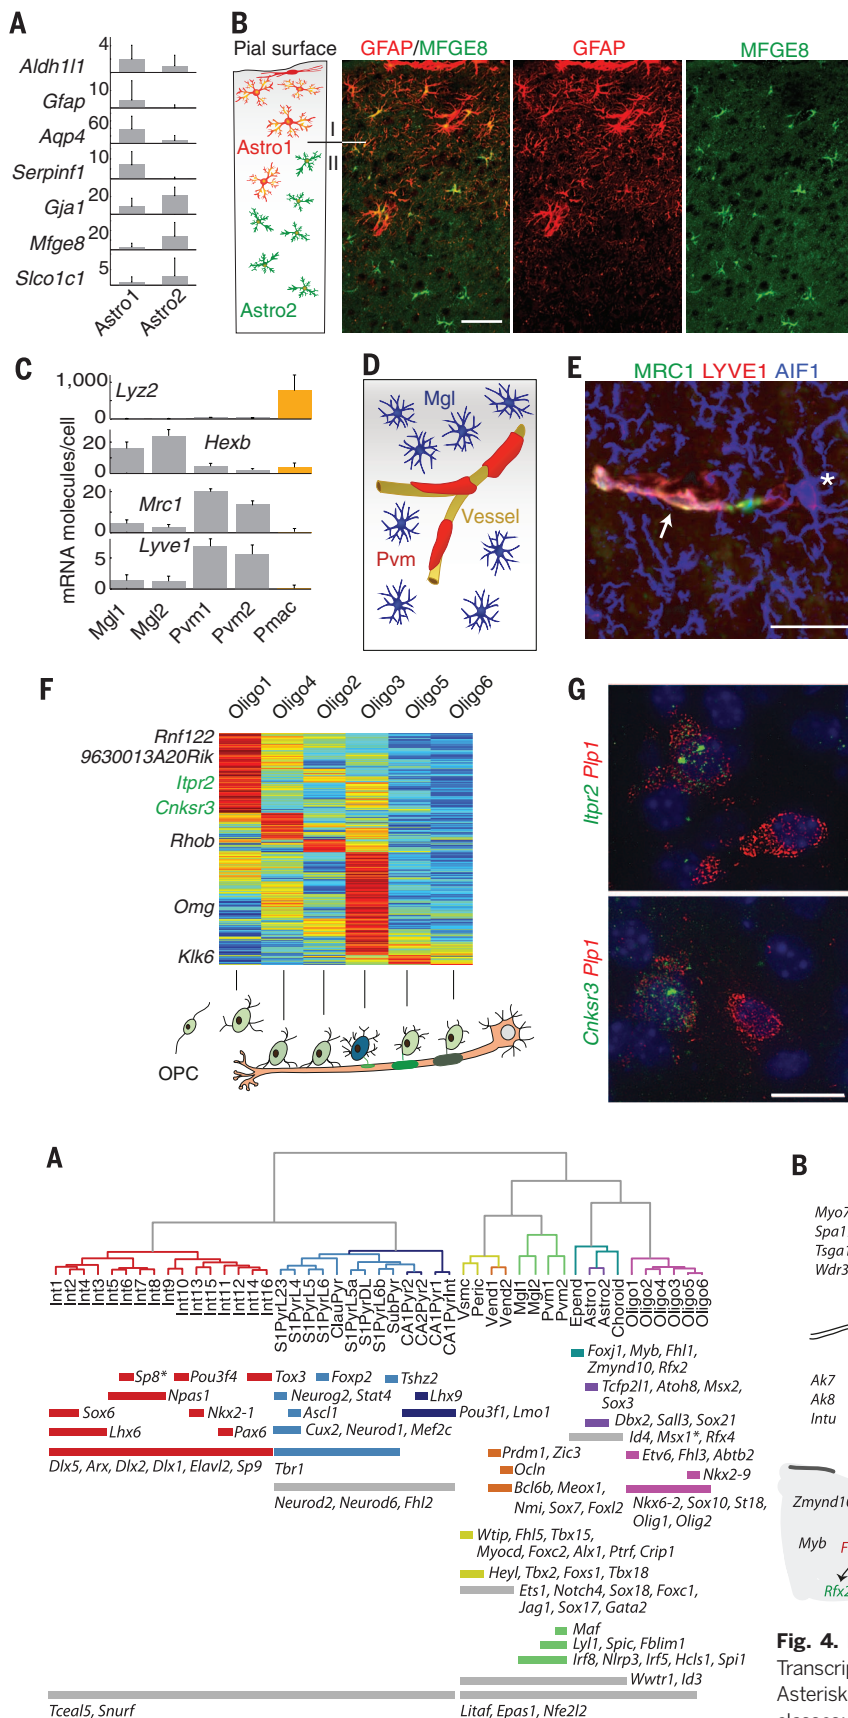 A
4
Aldh1l1
10
Gfap
60
Aqp4
10
Serpinf1
20
Gja1
20
Mfge8
5
Slco1c1
Astro1
Astro2
B
Pial surface
GFAP/MFGE8
GFAP
MFGE8
I
Astro1
II
Astro2
C
mRNA molecules/cell
1,000
Lyz2
0
20
Hexb
0
20
Mrc1
0
5
Lyve1
0
Mgl1
Mgl2
Pvm1
Pvm2
Pmac
D
Mgl
Vessel
Pvm
E
MRC1 LYVE1 AIF1
*
F
Oligo1
Oligo4
Oligo2
Oligo3
Oligo5
Oligo6
Rnf122
9630013A20Rik
Itpr2
Cnksr3
Rhob
Omg
Klk6
OPC
G
Itpr2 Plp1
Cnksr3 Plp1
A
Int1
Int2
Int4
Int3
Int5
Int6
Int7
Int8
Int9
Int10
Int13
Int15
Int11
Int12
Int14
Int16
S1PyrL23
S1PyrL4
S1PyrL5
S1PyrL6
ClauPyr
S1PyrL5a
S1PyrDL
S1PyrL6b
SubPyr
CA1Pyr2
CA2Pyr2
CA1Pyr1
CA1PyrInt
Vsmc
Peric
Vend1
Vend2
Mgl1
Mgl2
Pvm1
Pvm2
Epend
Astro1
Astro2
Choroid
Oligo1
Oligo2
Oligo4
Oligo3
Oligo5
Oligo6
Foxj1, Myb, Fhl1,
Zmynd10, Rfx2
Sp8* Pou3f4 Tox3 Foxp2 Tshz2
Tcfp2l1, Atoh8, Msx2,
Sox3
Npas1 Neurog2, Stat4 Lhx9
Sox6 Nkx2-1 Ascl1 Pou3f1, Lmo1
Dbx2, Sall3, Sox21
Lhx6 Pax6 Cux2, Neurod1, Mef2c
Id4, Msx1*, Rfx4
Prdm1, Zic3 Etv6, Fhl3, Abtb2
Dlx5, Arx, Dlx2, Dlx1, Elavl2, Sp9 Tbr1
Ocln Nkx2-9
Bcl6b, Meox1,
Nmi, Sox7, Foxl2
Neurod2, Neurod6, Fhl2
Nkx6-2, Sox10, St18,
Olig1, Olig2
Wtip, Fhl5, Tbx15,
Myocd, Foxc2, Alx1, Ptrf, Crip1
Heyl, Tbx2, Foxs1, Tbx18
Ets1, Notch4, Sox18, Foxc1,
Jag1, Sox17, Gata2
Maf
Lyl1, Spic, Fblim1
Irf8, Nlrp3, Irf5, Hcls1, Spi1
Wwtr1, Id3
Tceal5, Snurf Litaf, Epas1, Nfe2l2
B
Myo7
Spa1
Tsga1
Wdr3
Ak7
Ak8
Intu
Zmynd10
Myb F
Rfx2
Fig. 4.
Transcrip
Asterisk